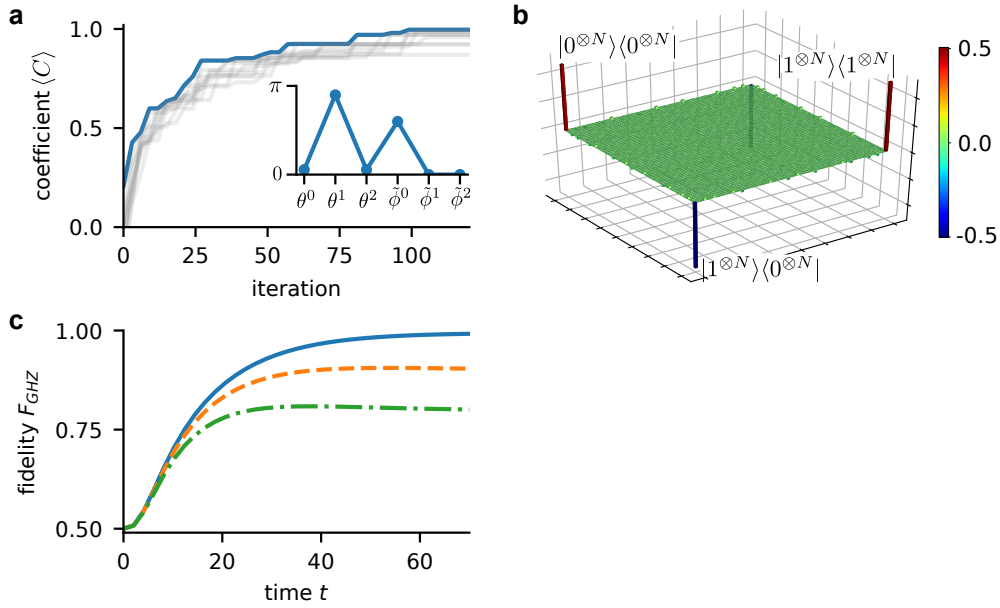 a
1.0
0.5
0.0
coefficient ⟨C⟩
0
25
50
75
100
iteration
π
0
θ⁰
θ¹
θ²
φ̃⁰
φ̃¹
φ̃²
b
|0^{⊗N}⟩⟨0^{⊗N}|
|1^{⊗N}⟩⟨1^{⊗N}|
|1^{⊗N}⟩⟨0^{⊗N}|
0.5
0.0
-0.5
c
1.00
0.75
0.50
fidelity F_{GHZ}
0
20
40
60
time t